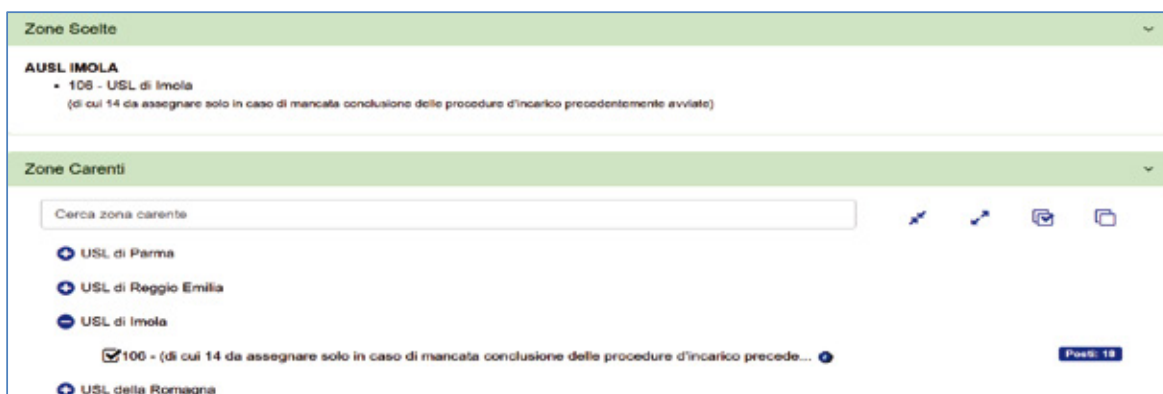 Zone Scelte
AUSL IMOLA
106 - USL di Imola
(di cui 14 da assegnare solo in caso di mancata conclusione delle procedure d'incarico precedentemente avviate)
Zone Carenti
Cerca zona carente
USL di Parma
USL di Reggio Emilia
USL di Imola
106 - (di cui 14 da assegnare solo in caso di mancata conclusione delle procedure d'incarico precede...
Posti: 18
USL della Romagna